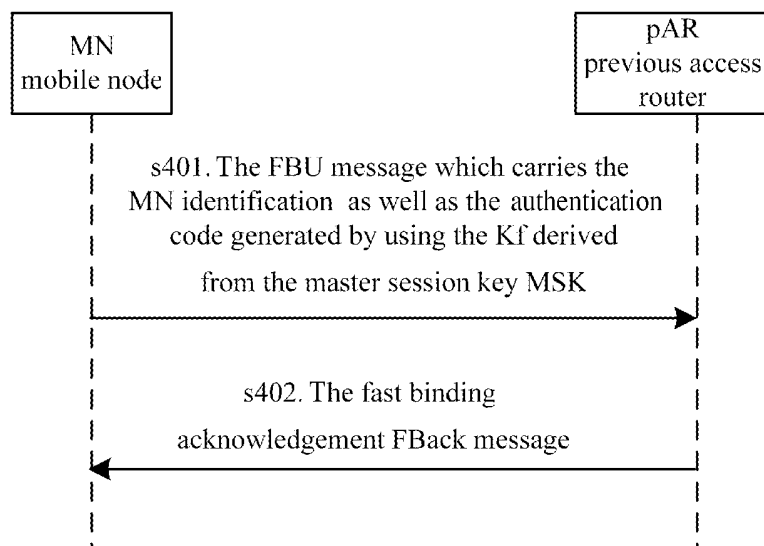 MN
mobile node
pAR
previous access
router
s401. The FBU message which carries the
MN identification as well as the authentication
code generated by using the Kf derived
from the master session key MSK
s402. The fast binding
acknowledgement FBack message